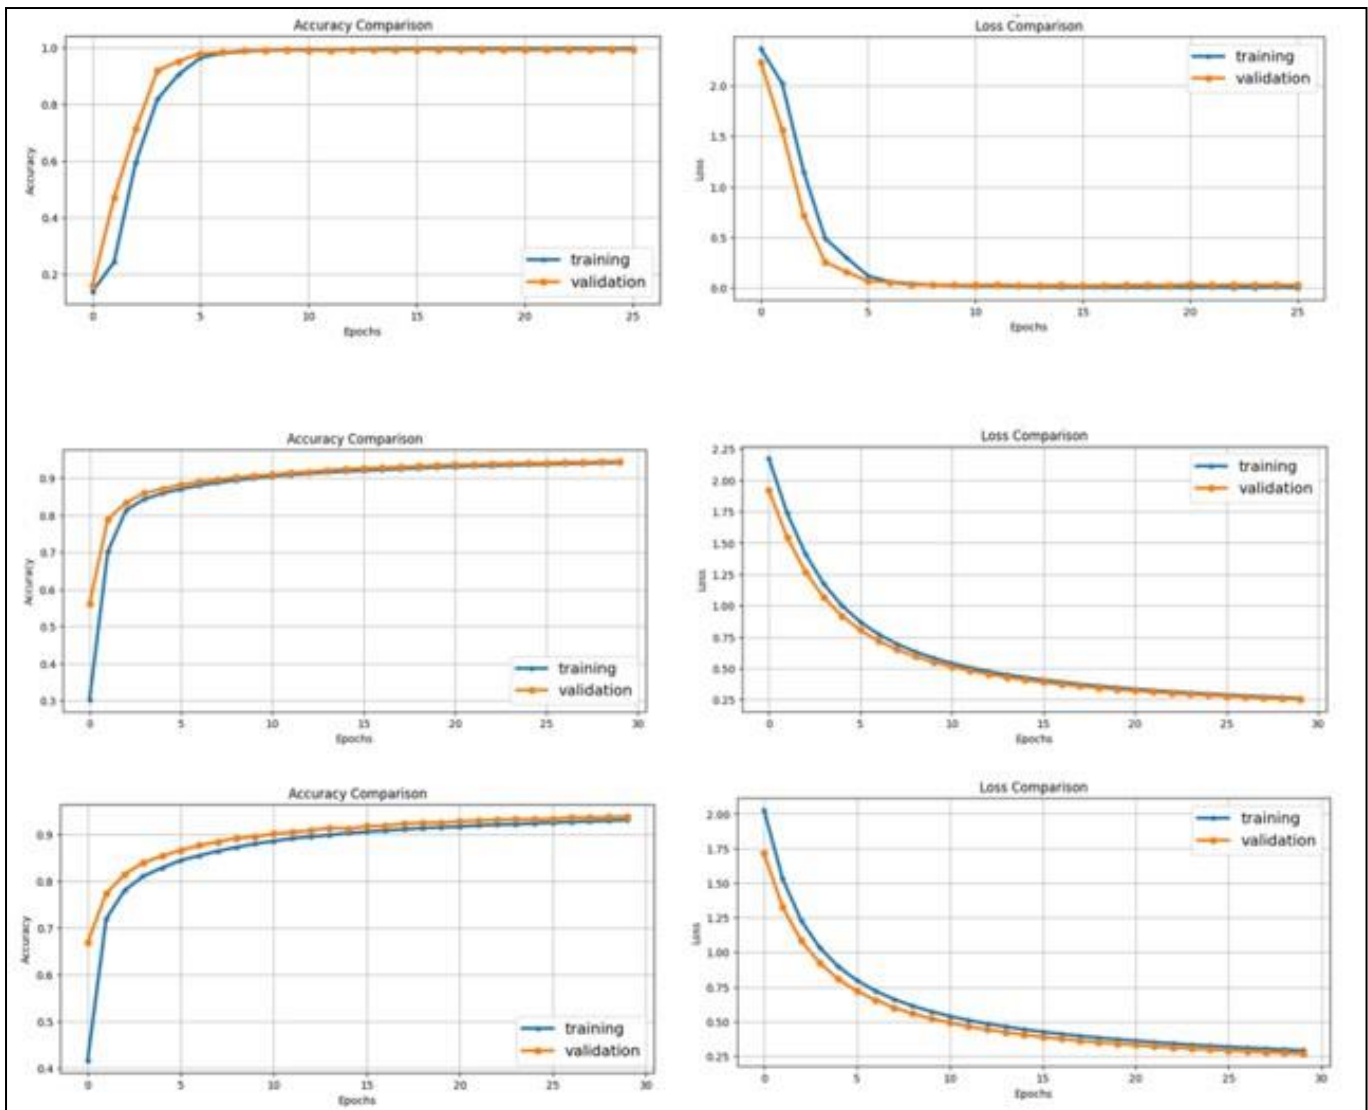 Accuracy Comparison
1.0
0.8
0.6
0.4
0.2
Accuracy
0 5 10 15 20 25
Epochs
training
validation
Loss Comparison
2.0
1.5
1.0
0.5
0.0
Loss
0 5 10 15 20 25
Epochs
training
validation
Accuracy Comparison
0.9
0.8
0.7
0.6
0.5
0.4
0.3
Accuracy
0 5 10 15 20 25 30
Epochs
training
validation
Loss Comparison
2.25
2.00
1.75
1.50
1.25
1.00
0.75
0.50
0.25
Loss
0 5 10 15 20 25 30
Epochs
training
validation
Accuracy Comparison
0.9
0.8
0.7
0.6
0.5
0.4
Accuracy
0 5 10 15 20 25 30
Epochs
training
validation
Loss Comparison
2.00
1.75
1.50
1.25
1.00
0.75
0.50
0.25
Loss
0 5 10 15 20 25 30
Epochs
training
validation